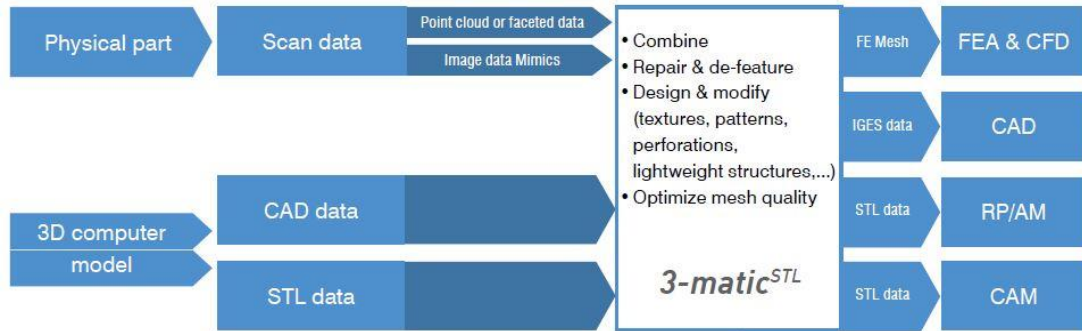 Physical part
Scan data
Point cloud or faceted data
Image data Mimics
3D computer
model
CAD data
STL data
• Combine
• Repair & de-feature
• Design & modify
(textures, patterns,
perforations,
lightweight structures,...)
• Optimize mesh quality
3-maticSTL
FE Mesh
FEA & CFD
IGES data
CAD
STL data
RP/AM
STL data
CAM